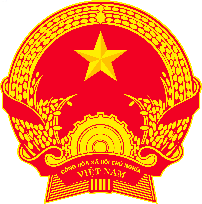 CỘNG HÒA XÃ HỘI CHỦ NGHĨA
VIỆT NAM